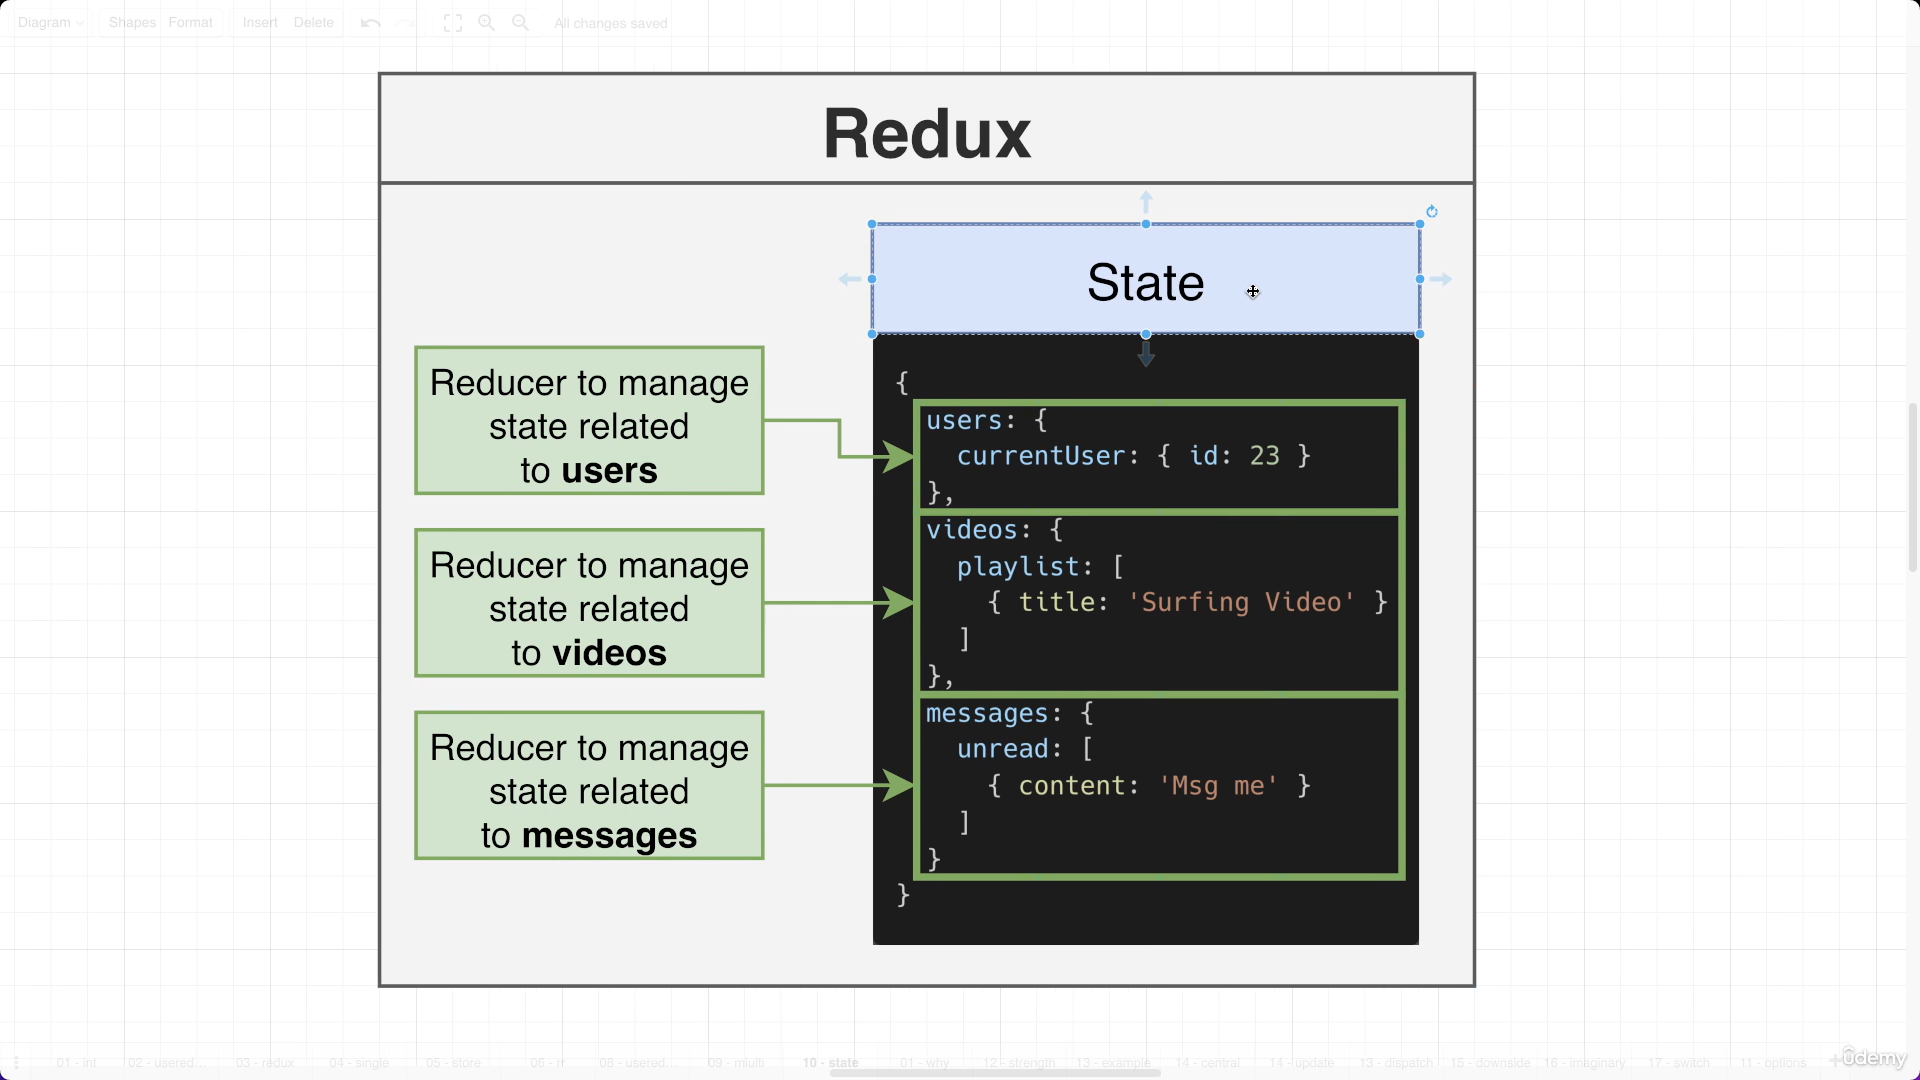 Diagram Shapes Format Insert Delete All changes saved
Redux
State
Reducer to manage
state related
to users
Reducer to manage
state related
to videos
Reducer to manage
state related
to messages
{
users: {
currentUser: { id: 23 }
},
videos: {
playlist: [
{ title: 'Surfing Video' }
]
},
messages: {
unread: [
{ content: 'Msg me' }
]
}
}
01 - int 02 - usered... 03 - redux 04 - single 05 - store 06 - rr 08 - usered... 09 - miulti 10 - state 01 - why 12 - strength 13 - example 14 - central 14 - update 13 - dispatch 15 - downside 16 - imaginary 17 - switch 11 - options
ûdemy